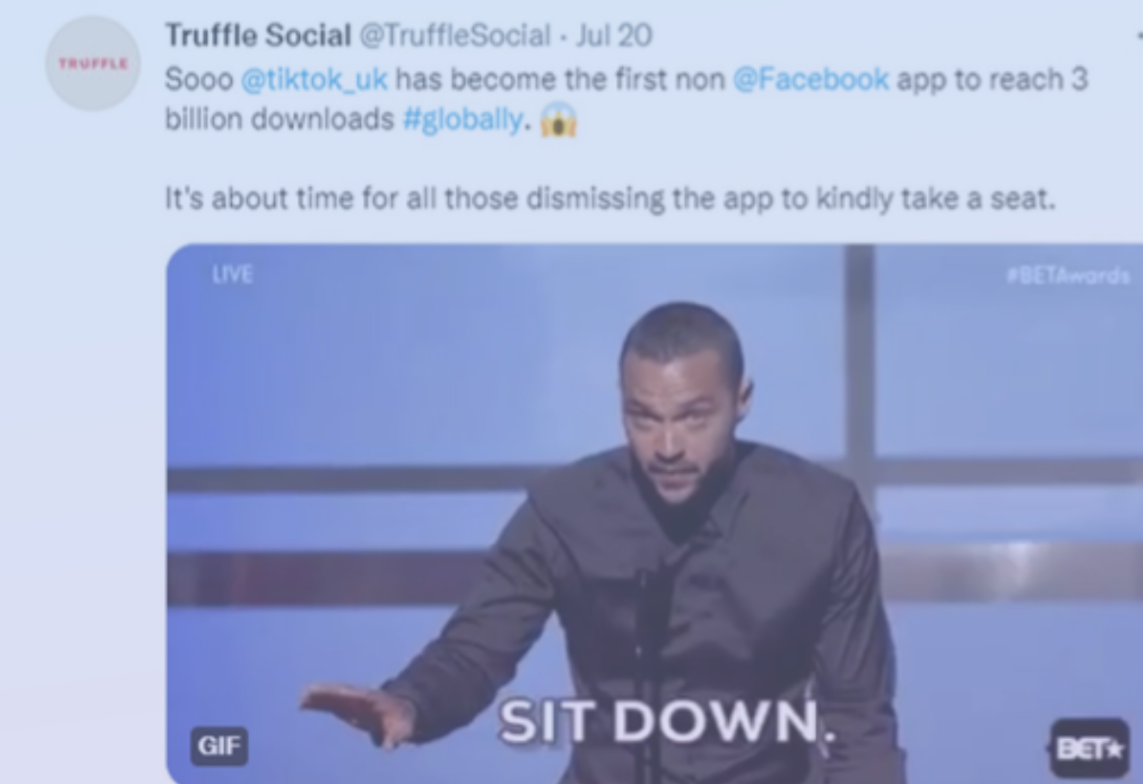 Truffle Social @TruffleSocial · Jul 20
TRUFFLE
Sooo @tiktok_uk has become the first non @Facebook app to reach 3
billion downloads #globally. 😱
It's about time for all those dismissing the app to kindly take a seat.
LIVE
#BETAwards
SIT DOWN.
GIF
BET★